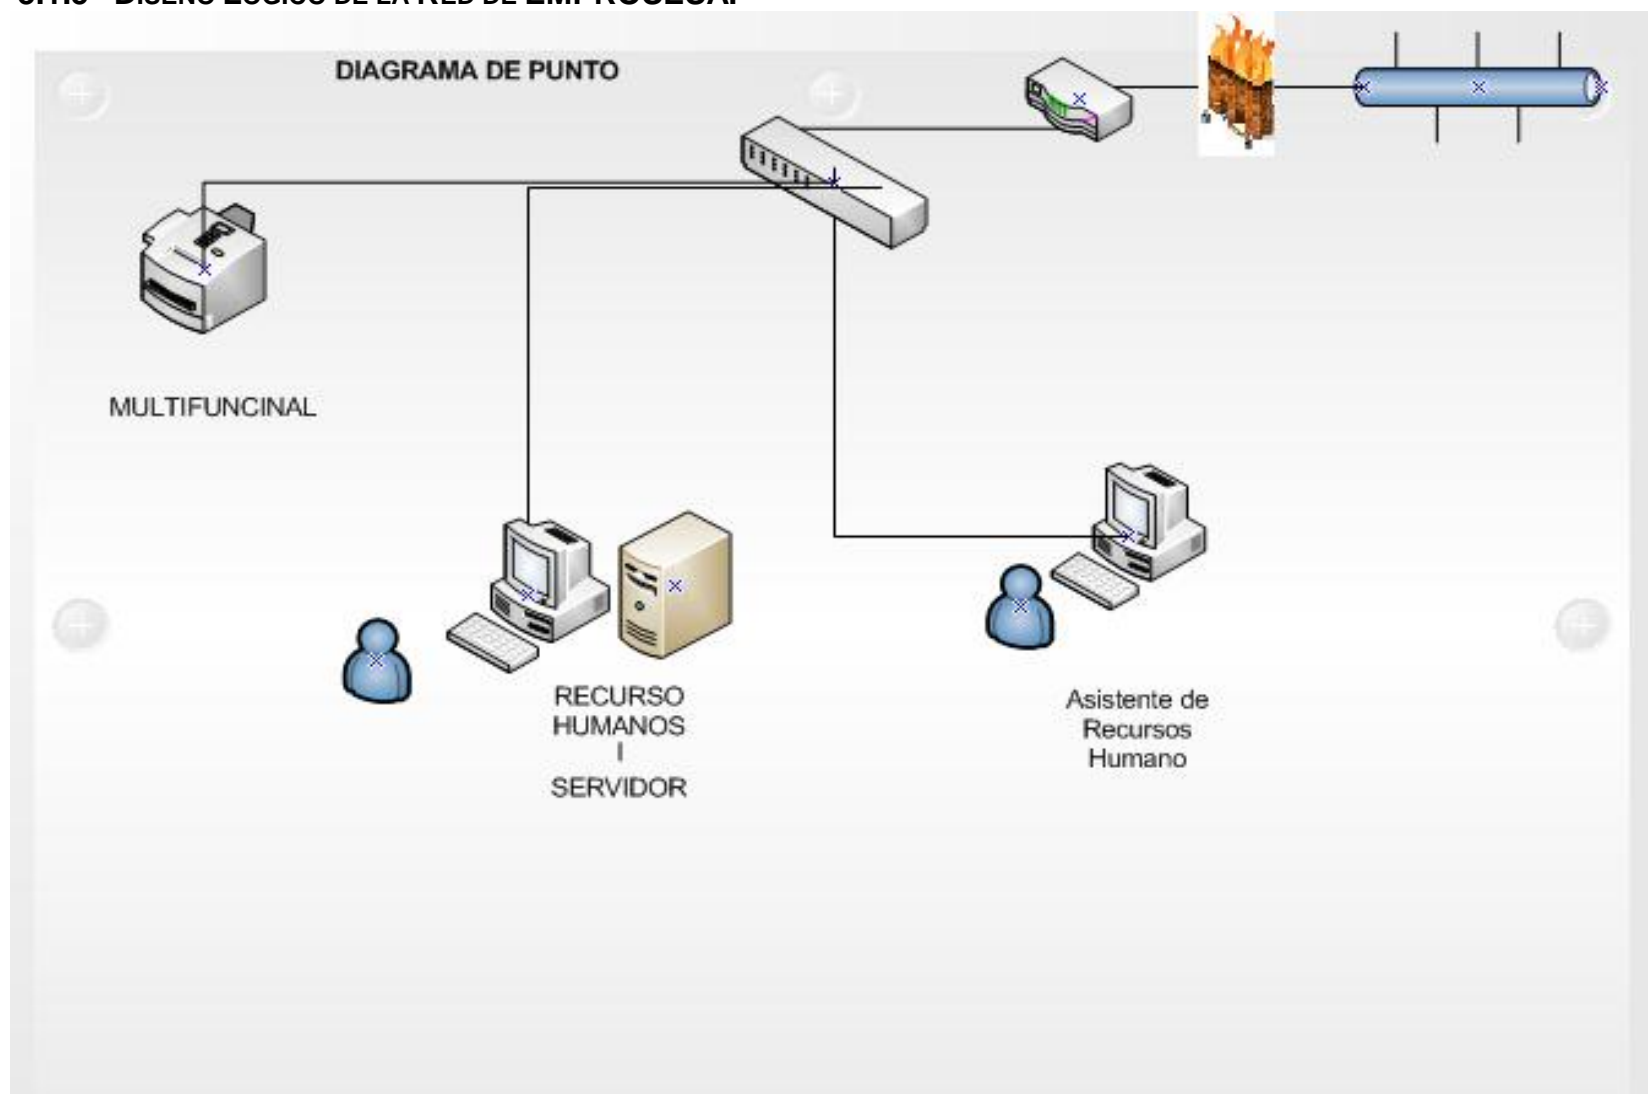 DIAGRAMA DE PUNTO
MULTIFUNCINAL
RECURSO
HUMANOS
I
SERVIDOR
Asistente de
Recursos
Humano